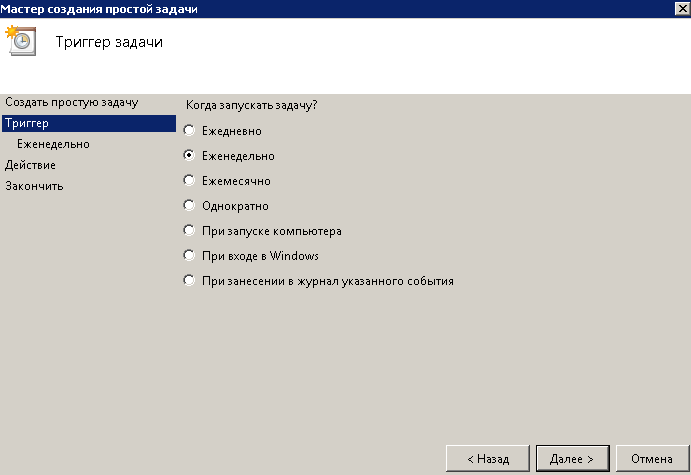 Мастер создания простой задачи
Триггер задачи
Создать простую задачу
Триггер
Еженедельно
Действие
Закончить
Когда запускать задачу?
Ежедневно
Еженедельно
Ежемесячно
Однократно
При запуске компьютера
При входе в Windows
При занесении в журнал указанного события
< Назад
Далее >
Отмена